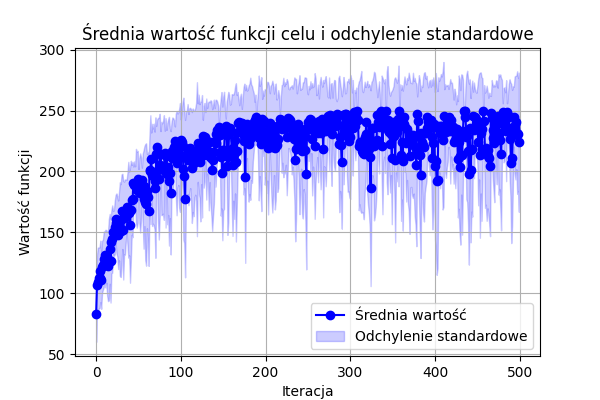 Średnia wartość funkcji celu i odchylenie standardowe
300
250
200
150
100
50
Wartość funkcji
Średnia wartość
Odchylenie standardowe
0 100 200 300 400 500
Iteracja